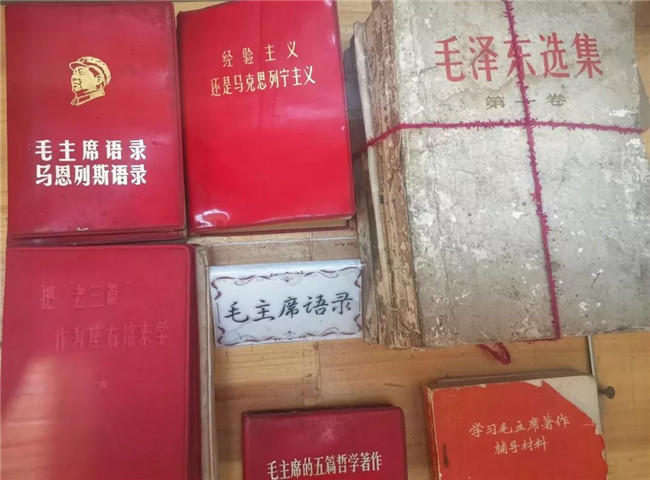 毛主席语录
马恩列斯语录
经验主义
还是马克思列宁主义
毛泽东选集
第一卷
把老三篇
作为座右铭来学
毛主席语录
毛主席的五篇哲学著作
学习毛主席著作
辅导材料